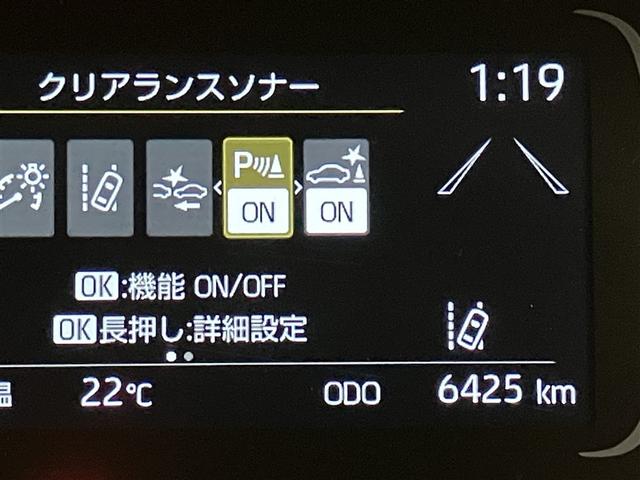 クリアランスソナー 1:19
P
ON ON
OK:機能 ON/OFF
OK長押し:詳細設定
温 22℃ ODO 6425 km